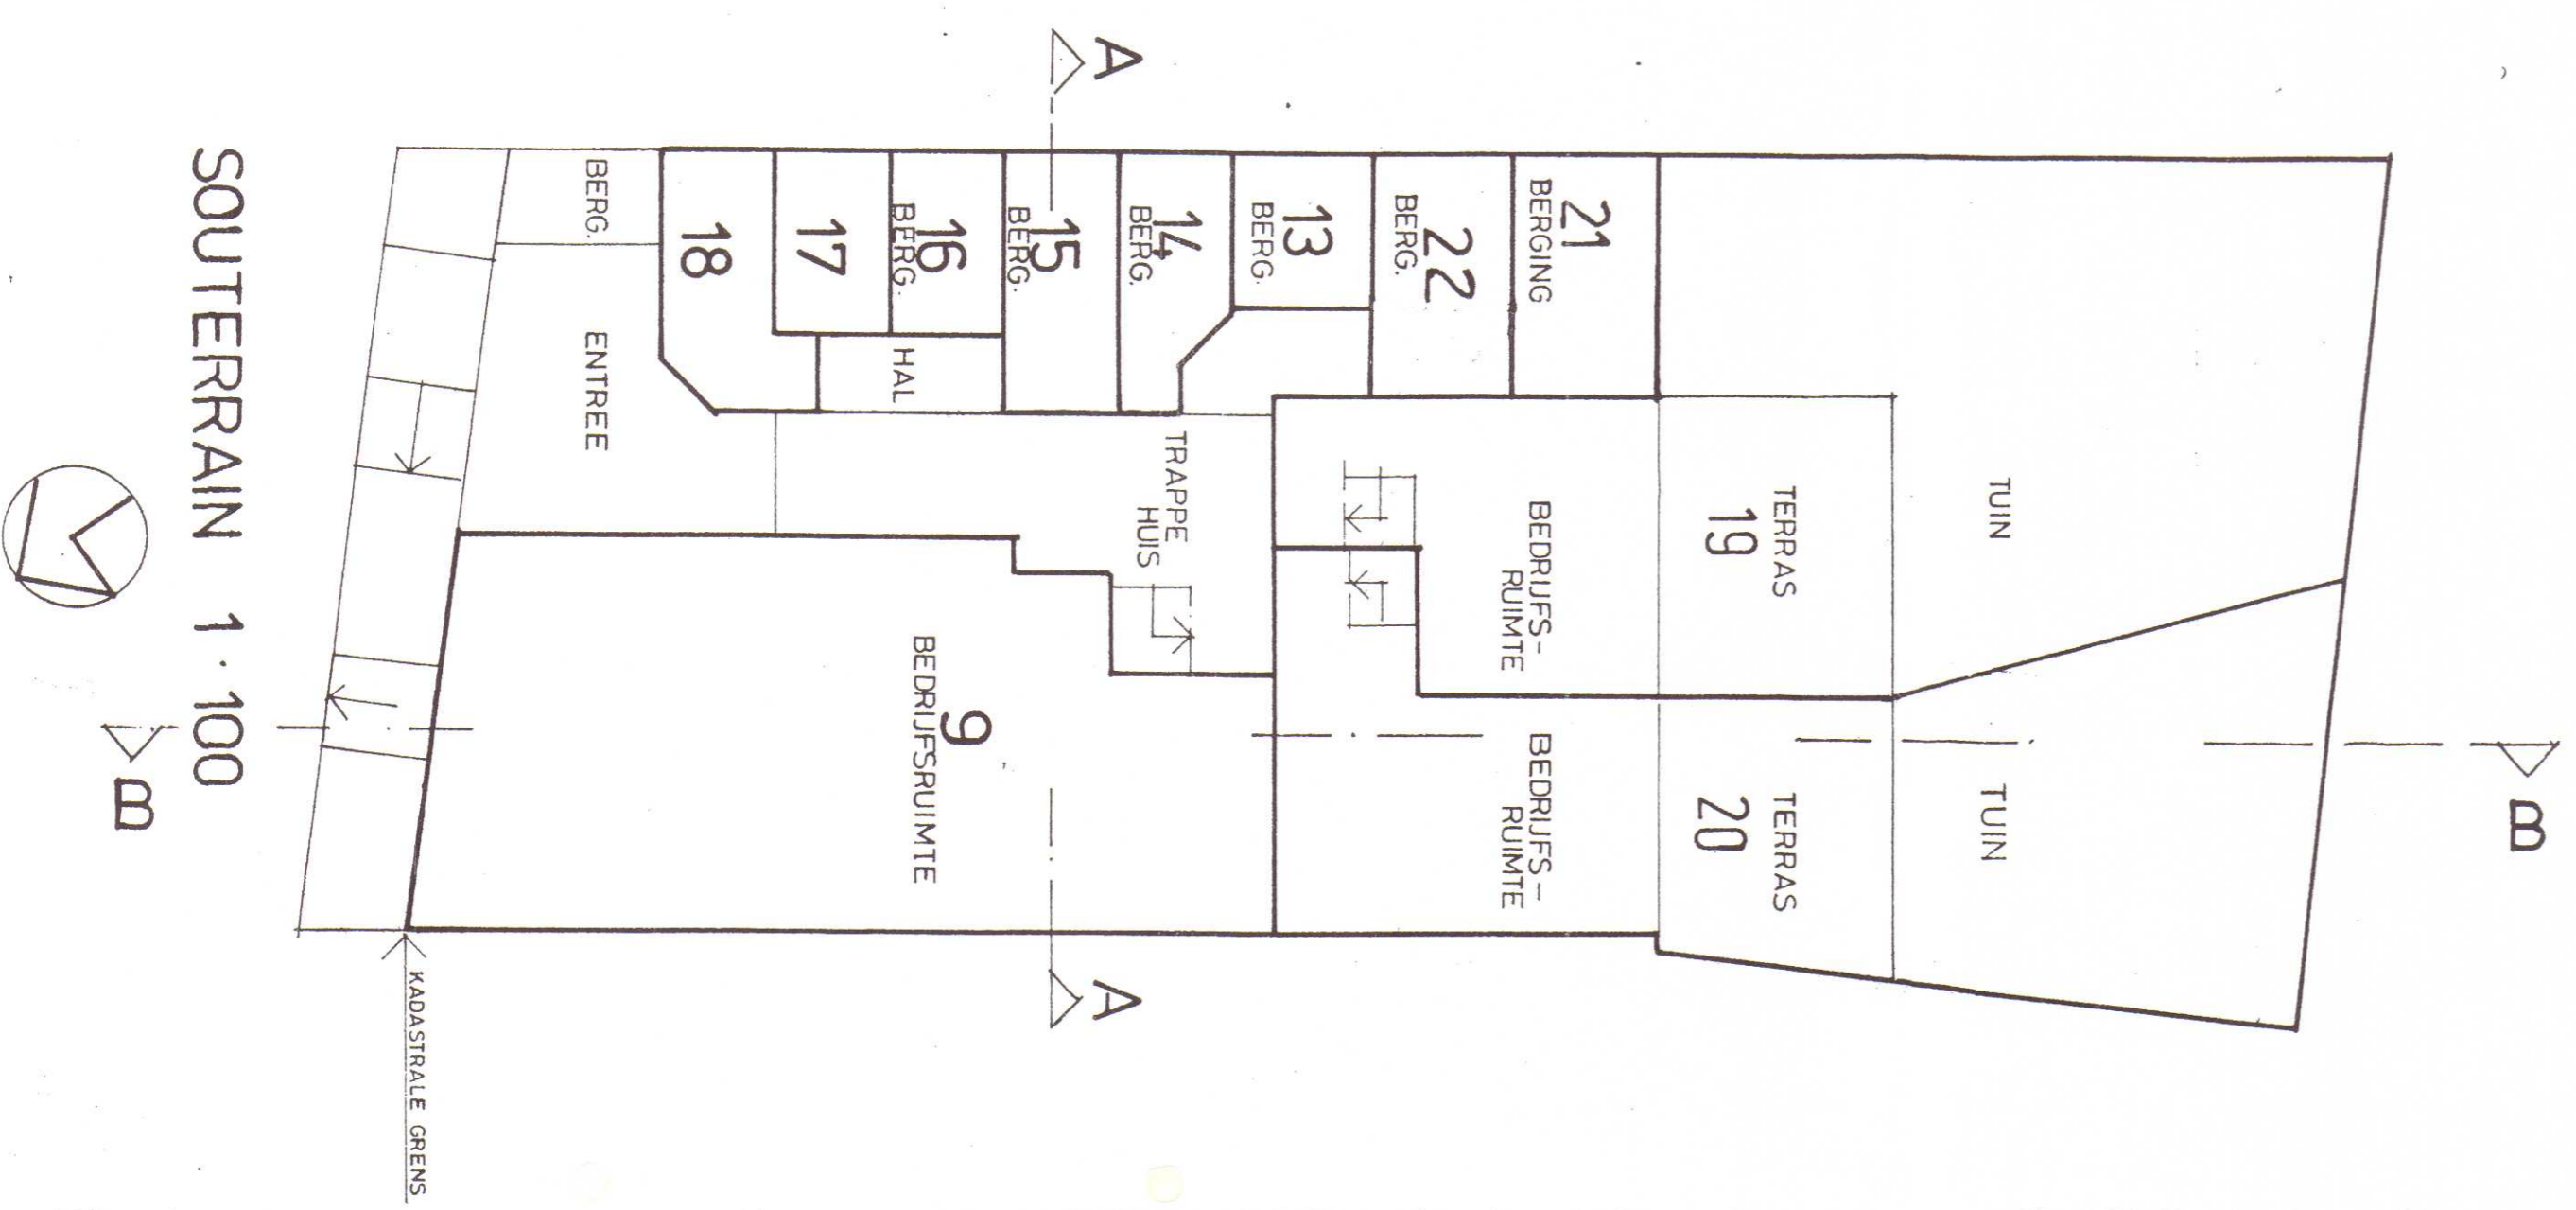 SOUTERRAIN 1:100
A
A
B
B
BERG.
ENTREE
18
17
16
BERG.
HAL
15
BERG.
14
BERG.
13
BERG.
22
BERG.
21
BERGING
TRAPPE
HUIS
9
BEDRIJFSRUIMTE
BEDRIJFS-
RUIMTE
BEDRIJFS-
RUIMTE
TERRAS
19
TERRAS
20
TUIN
TUIN
KADASTRALE GRENS